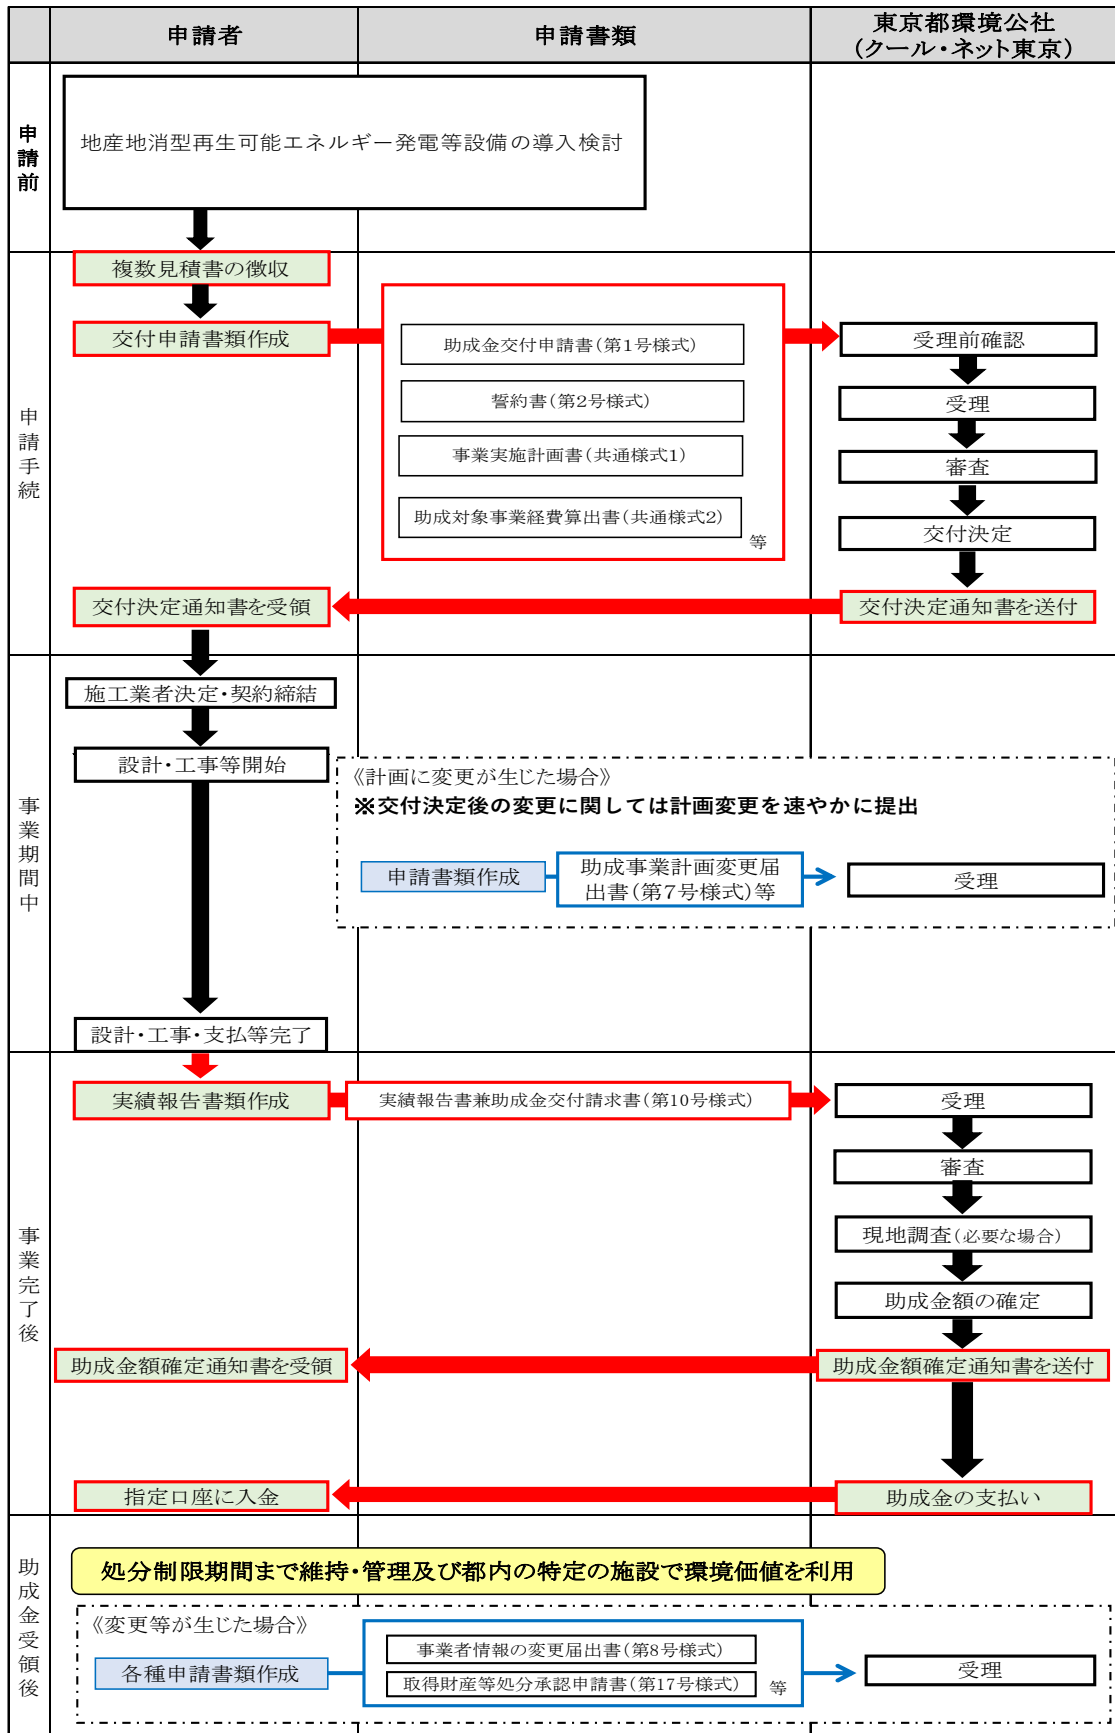 申請者
申請書類
東京都環境公社
(クール・ネット東京)
申請前
地産地消型再生可能エネルギー発電等設備の導入検討
申請手続
複数見積書の徴収
交付申請書類作成
助成金交付申請書(第1号様式)
誓約書(第2号様式)
事業実施計画書(共通様式1)
助成対象事業経費算出書(共通様式2)
等
受理前確認
受理
審査
交付決定
交付決定通知書を送付
交付決定通知書を受領
事業期間中
施工業者決定・契約締結
設計・工事等開始
《計画に変更が生じた場合》
※交付決定後の変更に関しては計画変更を速やかに提出
申請書類作成
助成事業計画変更届
出書(第7号様式)等
受理
設計・工事・支払等完了
事業完了後
実績報告書類作成
実績報告書兼助成金交付請求書(第10号様式)
受理
審査
現地調査(必要な場合)
助成金額の確定
助成金額確定通知書を送付
助成金額確定通知書を受領
助成金の支払い
指定口座に入金
助成金受領後
処分制限期間まで維持・管理及び都内の特定の施設で環境価値を利用
《変更等が生じた場合》
各種申請書類作成
事業者情報の変更届出書(第8号様式)
取得財産等処分承認申請書(第17号様式)
等
受理